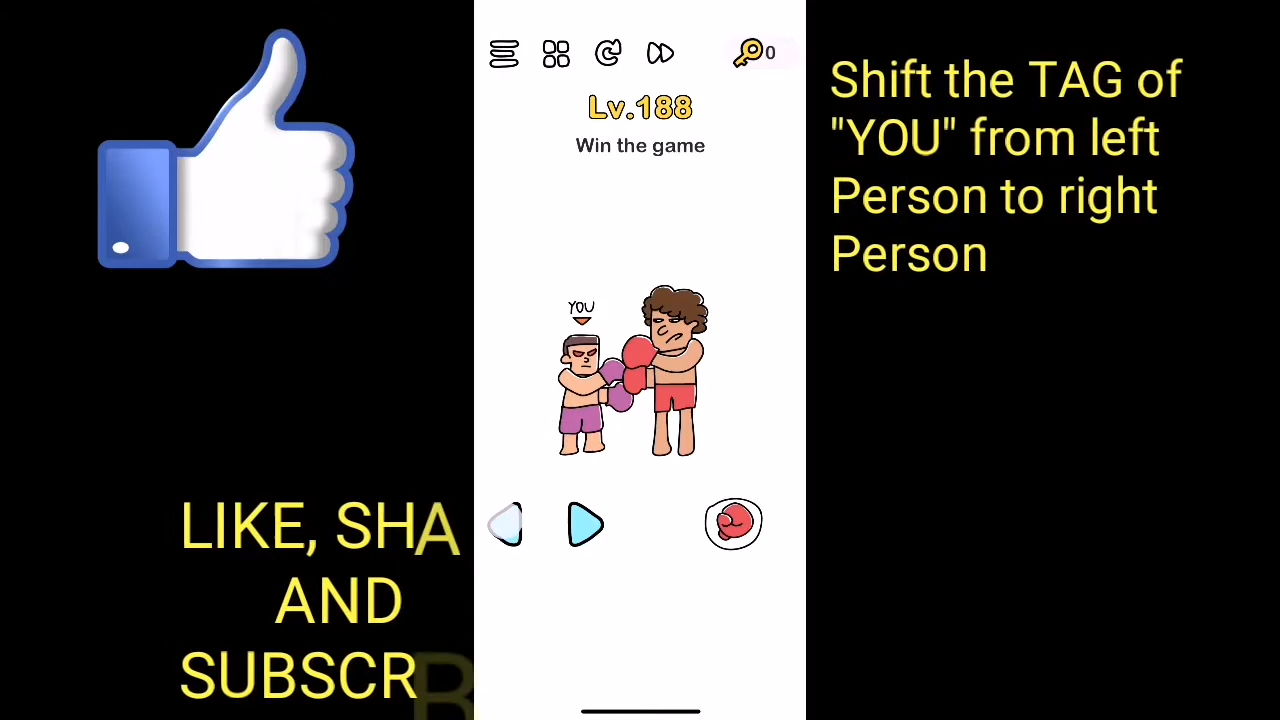 0
Lv.188
Win the game
YOU
Shift the TAG of
"YOU" from left
Person to right
Person
LIKE, SHA
AND
SUBSCRB